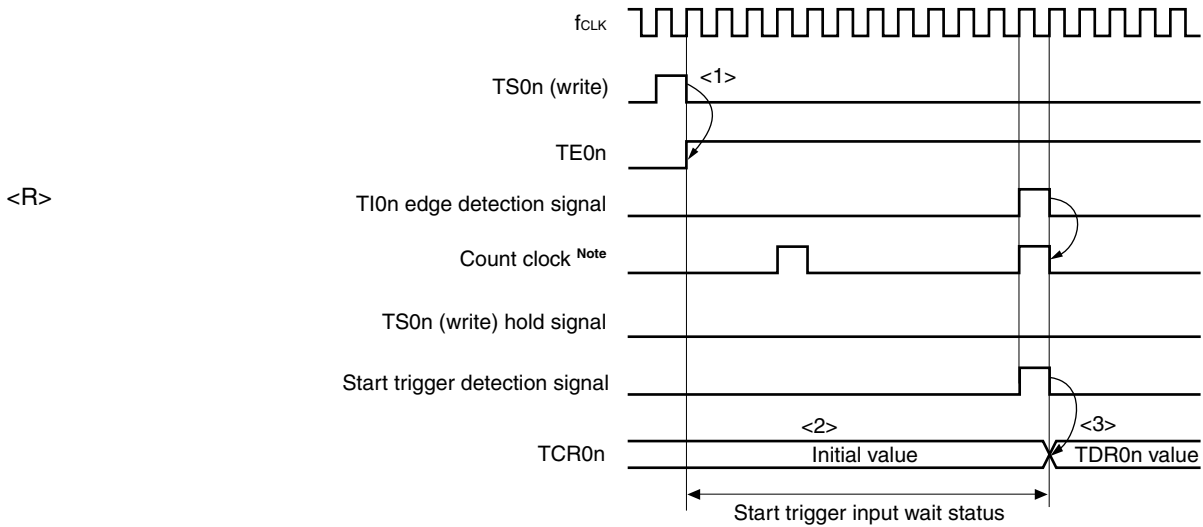 fCLK
TS0n (write)
<1>
TE0n
<R>
TI0n edge detection signal
Count clock Note
TS0n (write) hold signal
Start trigger detection signal
<2>
<3>
TCR0n
Initial value
TDR0n value
Start trigger input wait status